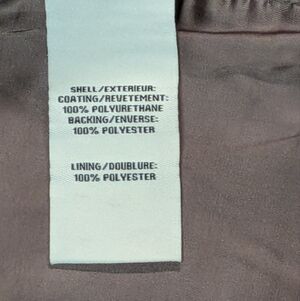 SHELL/EXTERIEUR:
COATING/REVETEMENT:
100% POLYURETHANE
BACKING/ENVERSE:
100% POLYESTER
LINING/DOUBLURE:
100% POLYESTER